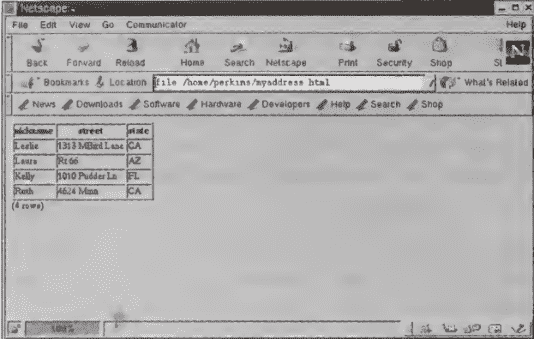 Netscape:
File Edit View Go Communicator Help
Back Forward Reload Home Search Netscape Print Security Shop
N
Bookmarks Location file /home/perkins/myaddress html What's Related
News Downloads Software Hardware Developers Help Search Shop
nickname street state
Leslie 1313 MBird Lane CA
Laura Rt 66 AZ
Kelly 1010 Pudder Ln FL
Ruth 4624 Minn CA
(4 rows)
100%